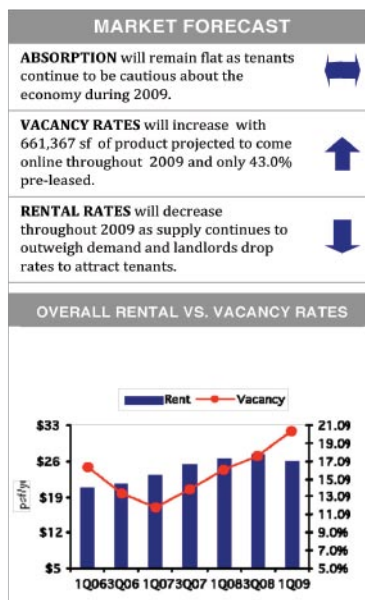 MARKET FORECAST
ABSORPTION will remain flat as tenants
continue to be cautious about the
economy during 2009.
VACANCY RATES will increase with
661,367 sf of product projected to come
online throughout 2009 and only 43.0%
pre-leased.
RENTAL RATES will decrease
throughout 2009 as supply continues to
outweigh demand and landlords drop
rates to attract tenants.
OVERALL RENTAL VS. VACANCY RATES
Rent Vacancy
$33 21.0%
$26 19.0%
17.0%
$19 15.0%
13.0%
$12 11.0%
9.0%
7.0%
$5 5.0%
psf/yr
1Q06 3Q06 1Q07 3Q07 1Q08 3Q08 1Q09